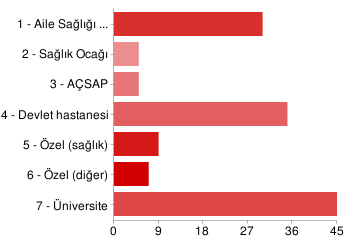 1 - Aile Sağlığı ...
2 - Sağlık Ocağı
3 - AÇSAP
4 - Devlet hastanesi
5 - Özel (sağlık)
6 - Özel (diğer)
7 - Üniversite
0 9 18 27 36 45